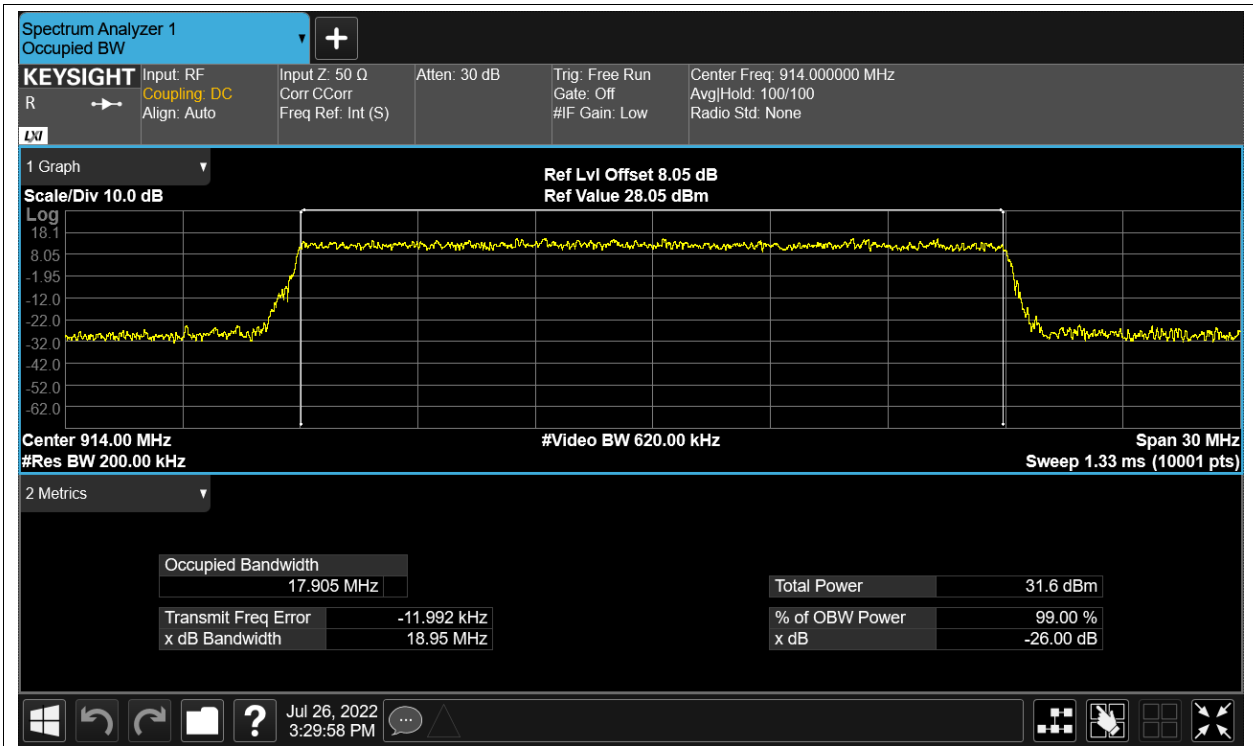 Spectrum Analyzer 1
Occupied BW
KEYSIGHT
R
LXI
Input: RF
Coupling: DC
Align: Auto
Input Z: 50 Ω
Corr CCorr
Freq Ref: Int (S)
Atten: 30 dB
Trig: Free Run
Gate: Off
#IF Gain: Low
Center Freq: 914.000000 MHz
Avg|Hold: 100/100
Radio Std: None
1 Graph
Scale/Div 10.0 dB
Ref Lvl Offset 8.05 dB
Ref Value 28.05 dBm
Log
18.1
8.05
-1.95
-12.0
-22.0
-32.0
-42.0
-52.0
-62.0
Center 914.00 MHz
#Video BW 620.00 kHz
Span 30 MHz
#Res BW 200.00 kHz
Sweep 1.33 ms (10001 pts)
2 Metrics
Occupied Bandwidth
17.905 MHz
Transmit Freq Error -11.992 kHz
x dB Bandwidth 18.95 MHz
Total Power 31.6 dBm
% of OBW Power 99.00 %
x dB -26.00 dB
Jul 26, 2022
3:29:58 PM